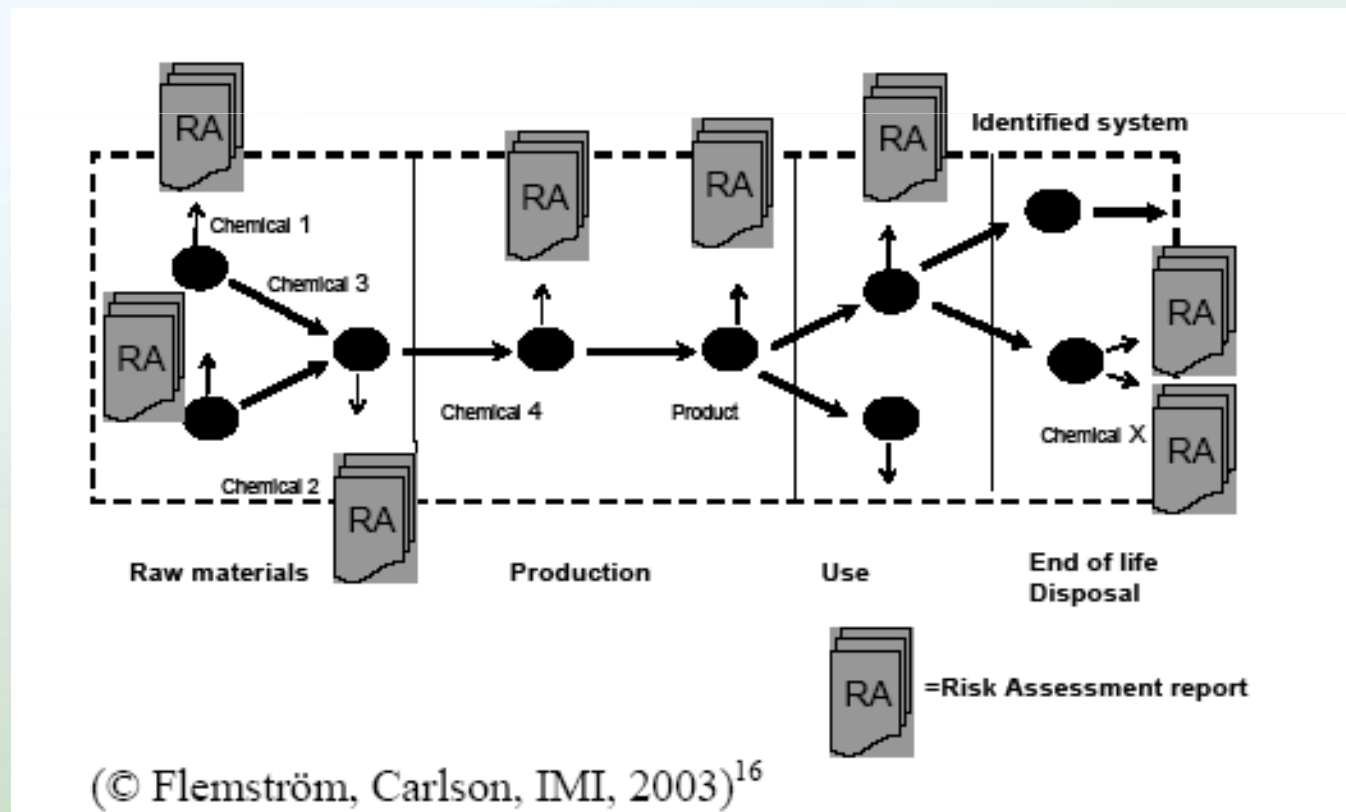 RA
RA
RA
RA
Identified system
Chemical 1
Chemical 3
RA
RA
Chemical 4
Product
Chemical X
RA
Chemical 2
RA
Raw materials
Production
Use
End of life
Disposal
RA
=Risk Assessment report
(© Flemström, Carlson, IMI, 2003)16